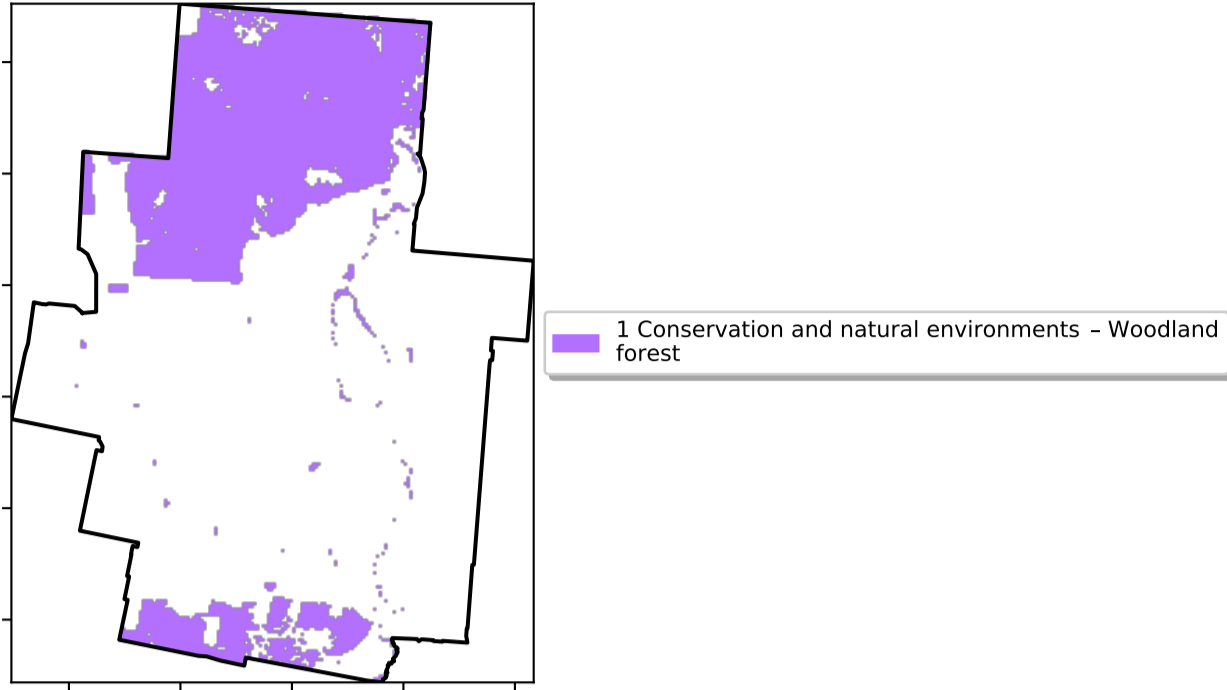 1 Conservation and natural environments – Woodland
forest